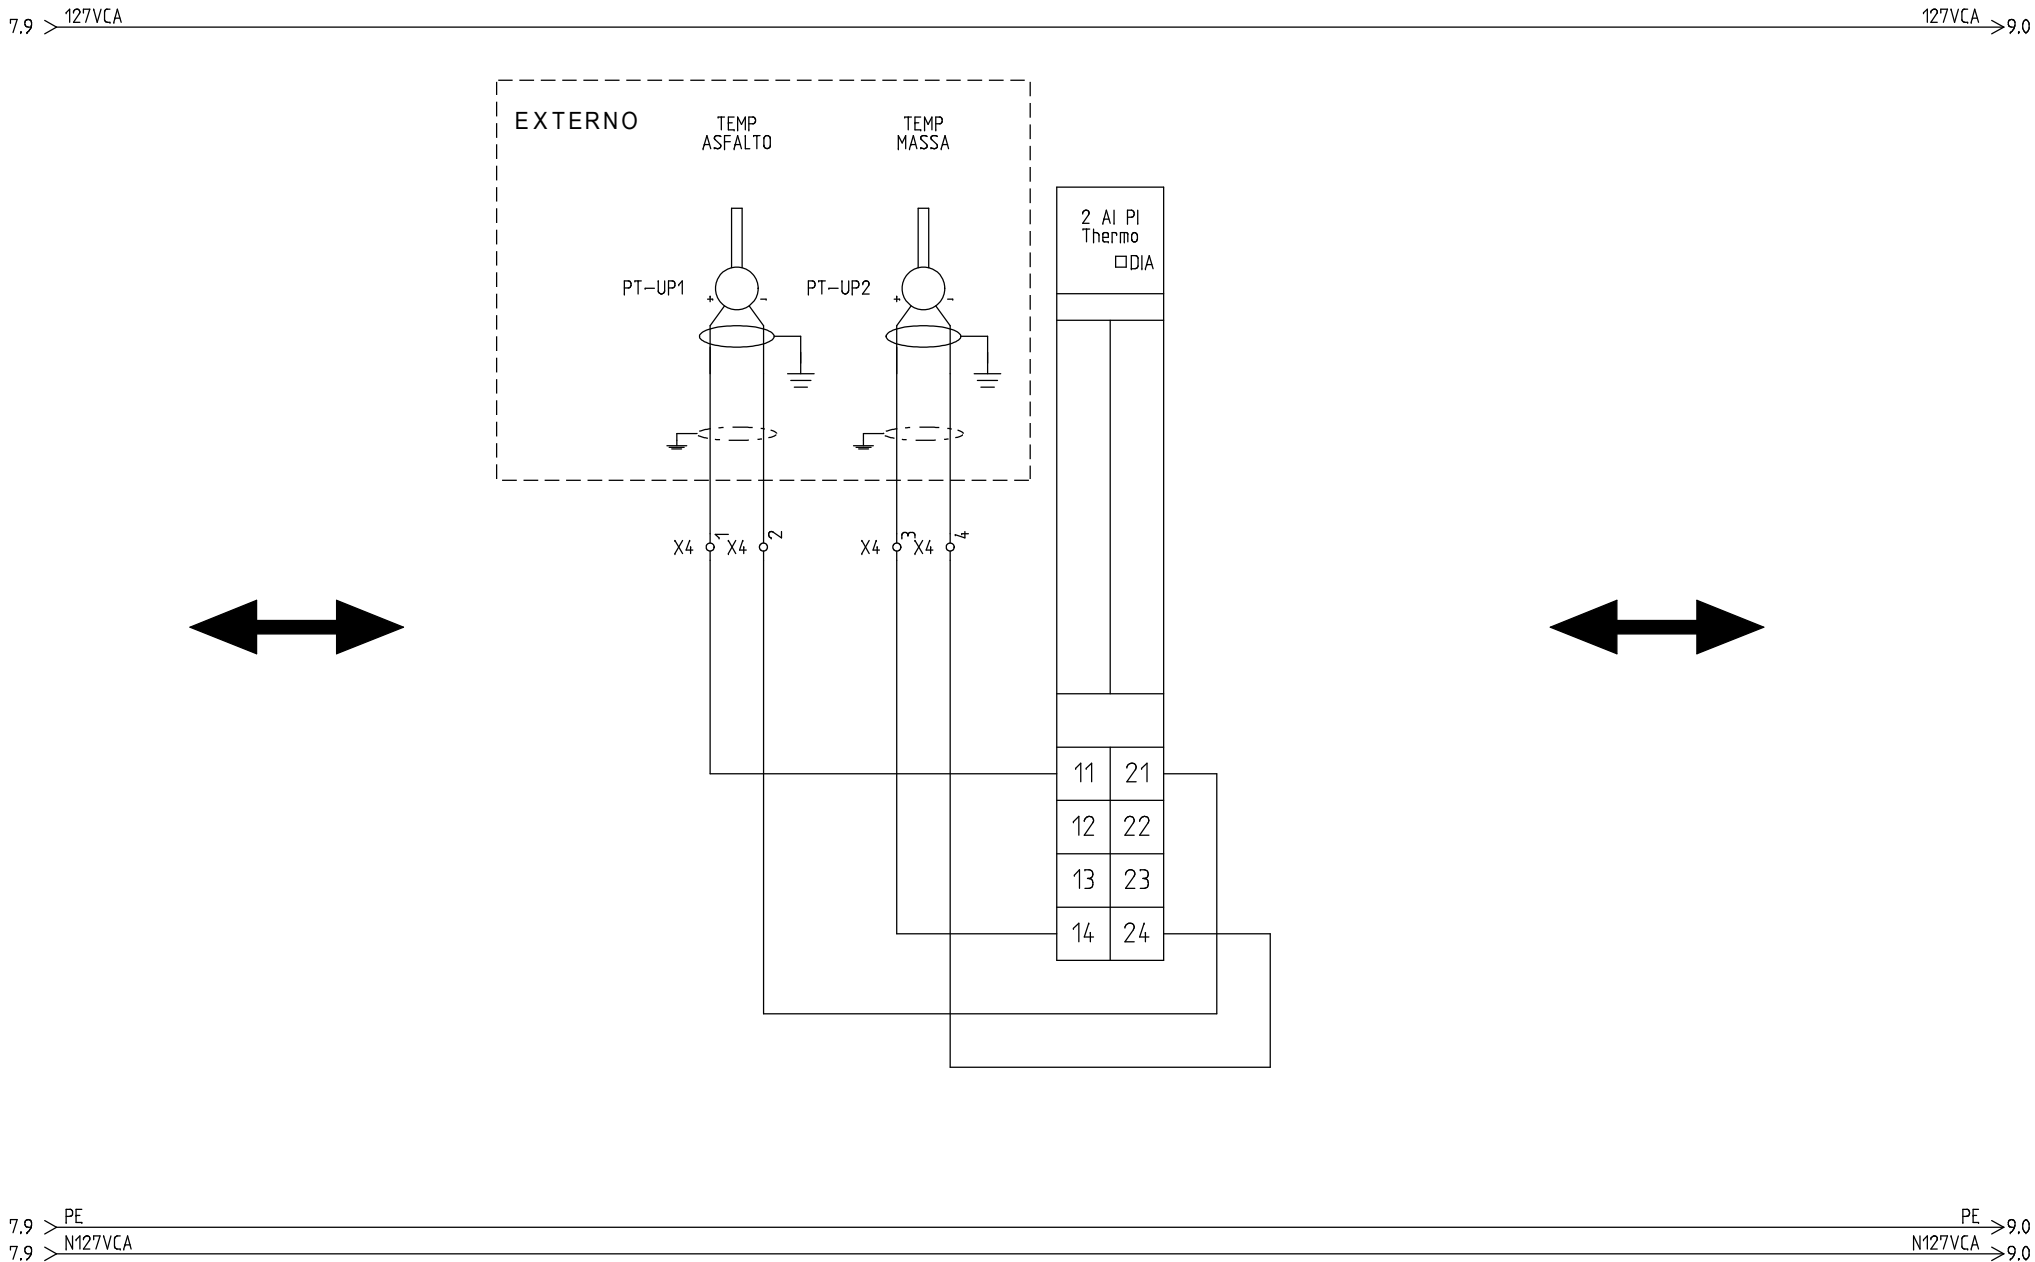 127VCA 127VCA
7.9 9.0
EXTERNO
TEMP
ASFALTO
TEMP
MASSA
2 AI PI
Thermo
DIA
PT-UP1
+ -
PT-UP2
+ -
X4 1 X4 2 X4 3 X4 4
11 21
12 22
13 23
14 24
PE PE
7.9 9.0
N127VCA N127VCA
7.9 9.0